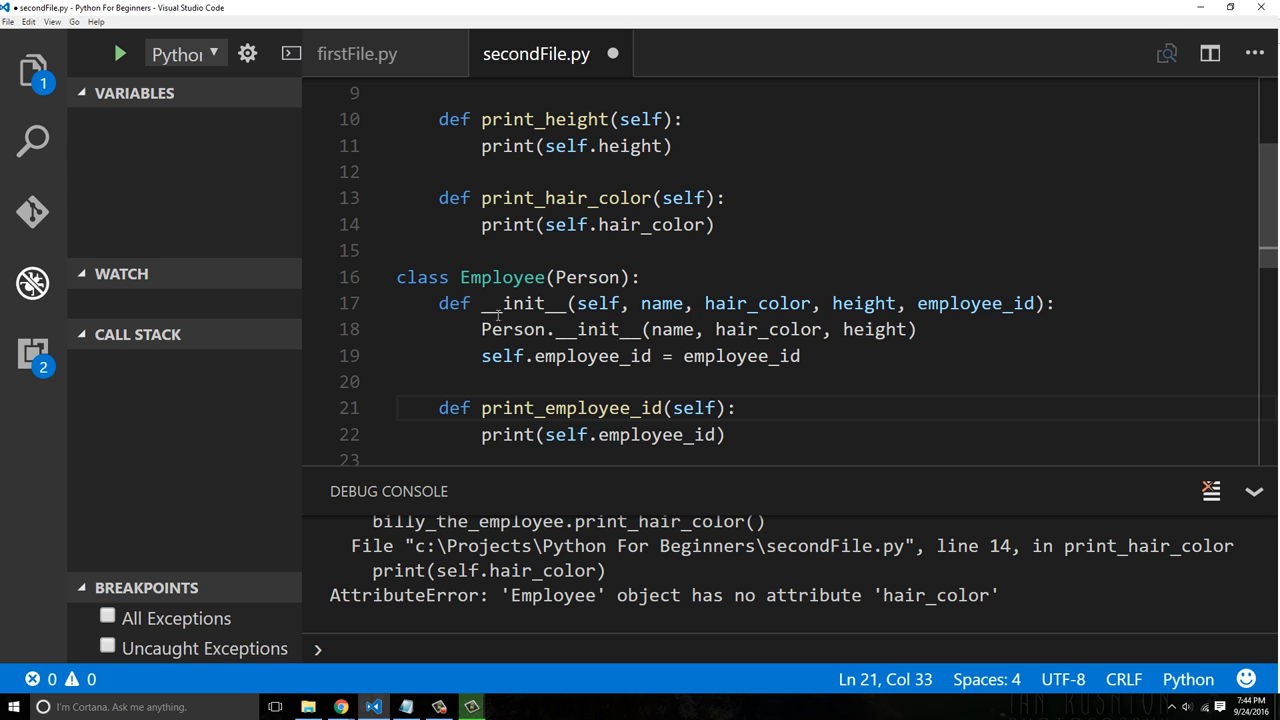 ● secondFile.py - Python For Beginners - Visual Studio Code
File Edit View Go Help
1
2
Python
firstFile.py
secondFile.py
VARIABLES
WATCH
CALL STACK
BREAKPOINTS
All Exceptions
Uncaught Exceptions
9
10 def print_height(self):
11 print(self.height)
12
13 def print_hair_color(self):
14 print(self.hair_color)
15
16 class Employee(Person):
17 def __init__(self, name, hair_color, height, employee_id):
18 Person.__init__(name, hair_color, height)
19 self.employee_id = employee_id
20
21 def print_employee_id(self):
22 print(self.employee_id)
23
DEBUG CONSOLE
billy_the_employee.print_hair_color()
File "c:\Projects\Python For Beginners\secondFile.py", line 14, in print_hair_color
print(self.hair_color)
AttributeError: 'Employee' object has no attribute 'hair_color'
0 0 Ln 21, Col 33 Spaces: 4 UTF-8 CRLF Python
I'm Cortana. Ask me anything.
7:44 PM
9/24/2016